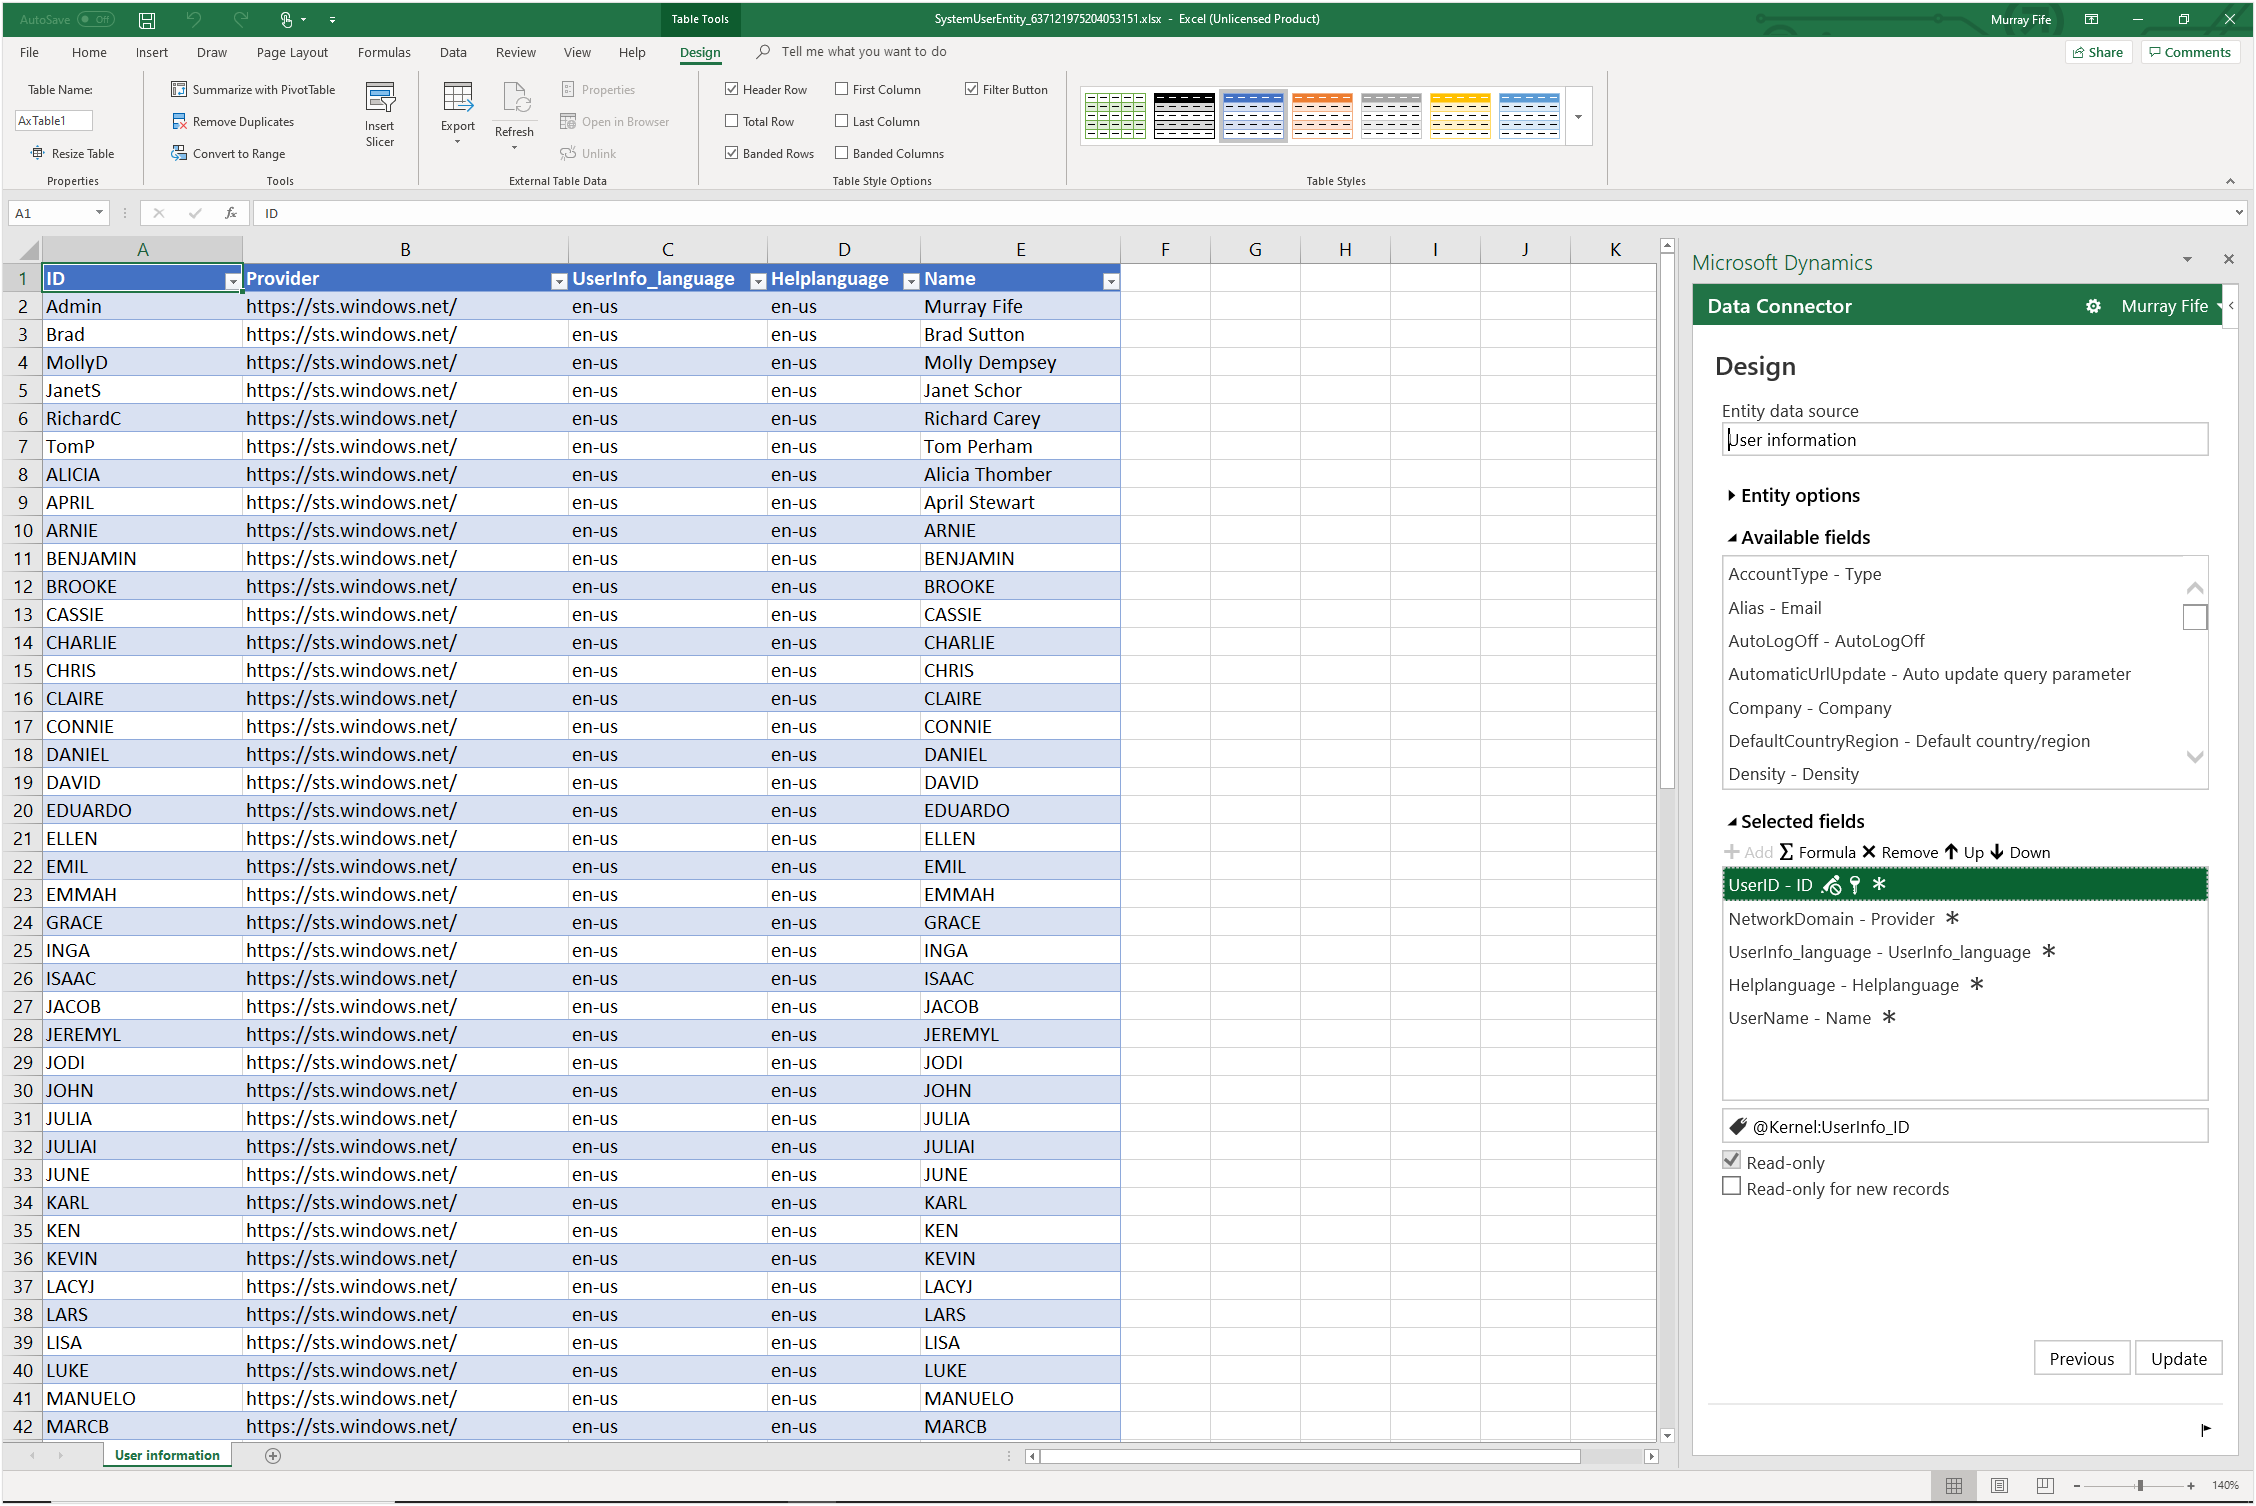 AutoSave Off
Table Tools
SystemUserEntity_637121975204053151.xlsx - Excel (Unlicensed Product)
Murray Fife
File Home Insert Draw Page Layout Formulas Data Review View Help Design Tell me what you want to do
Share Comments
Table Name:
AxTable1
Resize Table
Properties
Summarize with PivotTable
Remove Duplicates
Convert to Range
Insert Slicer
Tools
Export
Refresh
Properties
Open in Browser
Unlink
External Table Data
Header Row First Column Filter Button
Total Row Last Column
Banded Rows Banded Columns
Table Style Options
Table Styles
A1 fx ID
A B C D E F G H I J K
1 ID Provider UserInfo_language Helplanguage Name
2 Admin https://sts.windows.net/ en-us en-us Murray Fife
3 Brad https://sts.windows.net/ en-us en-us Brad Sutton
4 MollyD https://sts.windows.net/ en-us en-us Molly Dempsey
5 JanetS https://sts.windows.net/ en-us en-us Janet Schor
6 RichardC https://sts.windows.net/ en-us en-us Richard Carey
7 TomP https://sts.windows.net/ en-us en-us Tom Perham
8 ALICIA https://sts.windows.net/ en-us en-us Alicia Thomber
9 APRIL https://sts.windows.net/ en-us en-us April Stewart
10 ARNIE https://sts.windows.net/ en-us en-us ARNIE
11 BENJAMIN https://sts.windows.net/ en-us en-us BENJAMIN
12 BROOKE https://sts.windows.net/ en-us en-us BROOKE
13 CASSIE https://sts.windows.net/ en-us en-us CASSIE
14 CHARLIE https://sts.windows.net/ en-us en-us CHARLIE
15 CHRIS https://sts.windows.net/ en-us en-us CHRIS
16 CLAIRE https://sts.windows.net/ en-us en-us CLAIRE
17 CONNIE https://sts.windows.net/ en-us en-us CONNIE
18 DANIEL https://sts.windows.net/ en-us en-us DANIEL
19 DAVID https://sts.windows.net/ en-us en-us DAVID
20 EDUARDO https://sts.windows.net/ en-us en-us EDUARDO
21 ELLEN https://sts.windows.net/ en-us en-us ELLEN
22 EMIL https://sts.windows.net/ en-us en-us EMIL
23 EMMAH https://sts.windows.net/ en-us en-us EMMAH
24 GRACE https://sts.windows.net/ en-us en-us GRACE
25 INGA https://sts.windows.net/ en-us en-us INGA
26 ISAAC https://sts.windows.net/ en-us en-us ISAAC
27 JACOB https://sts.windows.net/ en-us en-us JACOB
28 JEREMYL https://sts.windows.net/ en-us en-us JEREMYL
29 JODI https://sts.windows.net/ en-us en-us JODI
30 JOHN https://sts.windows.net/ en-us en-us JOHN
31 JULIA https://sts.windows.net/ en-us en-us JULIA
32 JULIAI https://sts.windows.net/ en-us en-us JULIAI
33 JUNE https://sts.windows.net/ en-us en-us JUNE
34 KARL https://sts.windows.net/ en-us en-us KARL
35 KEN https://sts.windows.net/ en-us en-us KEN
36 KEVIN https://sts.windows.net/ en-us en-us KEVIN
37 LACYJ https://sts.windows.net/ en-us en-us LACYJ
38 LARS https://sts.windows.net/ en-us en-us LARS
39 LISA https://sts.windows.net/ en-us en-us LISA
40 LUKE https://sts.windows.net/ en-us en-us LUKE
41 MANUELO https://sts.windows.net/ en-us en-us MANUELO
42 MARCB https://sts.windows.net/ en-us en-us MARCB
User information
Microsoft Dynamics
Data Connector Murray Fife
Design
Entity data source
User information
Entity options
Available fields
AccountType - Type
Alias - Email
AutoLogOff - AutoLogOff
AutomaticUrlUpdate - Auto update query parameter
Company - Company
DefaultCountryRegion - Default country/region
Density - Density
Selected fields
Add Formula Remove Up Down
UserID - ID *
NetworkDomain - Provider *
UserInfo_language - UserInfo_language *
Helplanguage - Helplanguage *
UserName - Name *
@Kernel:UserInfo_ID
Read-only
Read-only for new records
Previous Update
140%